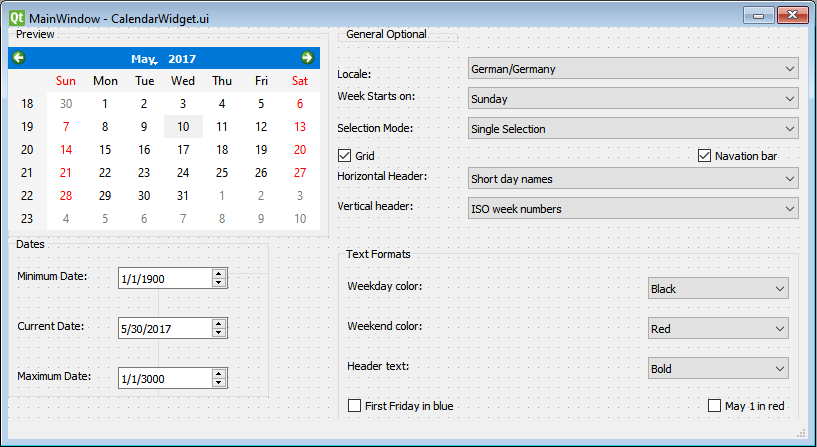 Qt MainWindow - CalendarWidget.ui
Preview
May, 2017
Sun Mon Tue Wed Thu Fri Sat
18 30 1 2 3 4 5 6
19 7 8 9 10 11 12 13
20 14 15 16 17 18 19 20
21 21 22 23 24 25 26 27
22 28 29 30 31 1 2 3
23 4 5 6 7 8 9 10
Dates
Minimum Date: 1/1/1900
Current Date: 5/30/2017
Maximum Date: 1/1/3000
General Optional
Locale: German/Germany
Week Starts on: Sunday
Selection Mode: Single Selection
Grid Navation bar
Horizontal Header: Short day names
Vertical header: ISO week numbers
Text Formats
Weekday color: Black
Weekend color: Red
Header text: Bold
First Friday in blue May 1 in red